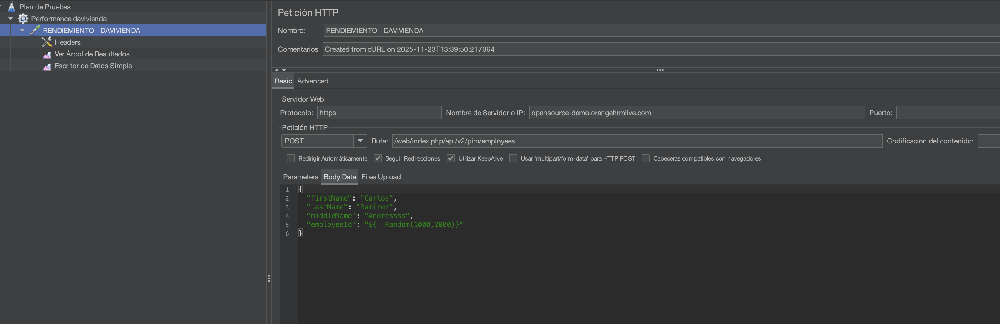 Plan de Pruebas
Performance davivienda
RENDIEMIENTO - DAVIVIENDA
Headers
Ver Árbol de Resultados
Escritor de Datos Simple
Petición HTTP
Nombre: RENDIEMIENTO - DAVIVIENDA
Comentarios Created from cURL on 2025-11-23T13:39:50.217064
Basic Advanced
Servidor Web
Protocolo: https Nombre de Servidor o IP: opensource-demo.orangehrmlive.com Puerto:
Petición HTTP
POST Ruta: /web/index.php/api/v2/pim/employees Codificacíon del contenido:
Redirigir Automáticamente Seguir Redirecciones Utilizar KeepAlive Usar 'multipart/form-data' para HTTP POST Cabeceras compatibles con navegadores
Parameters Body Data Files Upload
1 {
2 "firstName": "Carlos",
3 "lastName": "Ramírez",
4 "middleName": "Andréssss",
5 "employeeId": "${__Random(1000,2000)}"
6 }